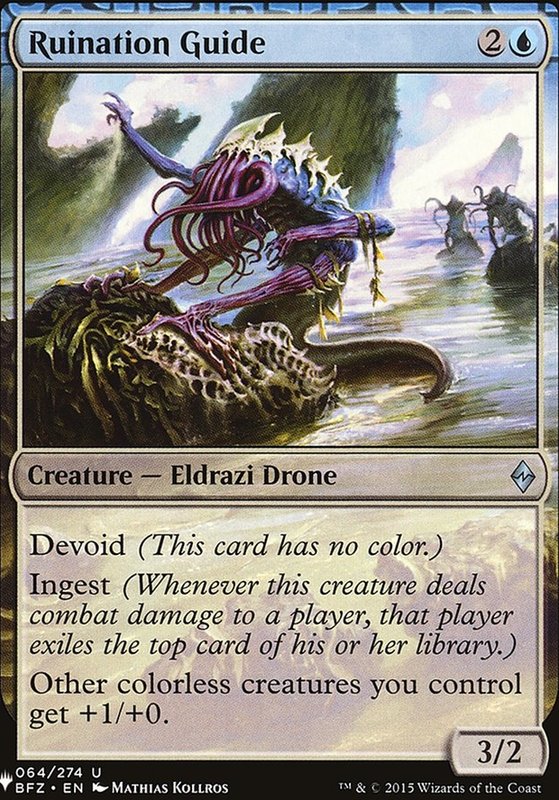 Ruination Guide 2
Creature — Eldrazi Drone
Devoid (This card has no color.)
Ingest (Whenever this creature deals
combat damage to a player, that player
exiles the top card of his or her library.)
Other colorless creatures you control
get +1/+0.
3/2
064/274 U
BFZ • EN Mathias Kollros
™ & © 2015 Wizards of the Coast